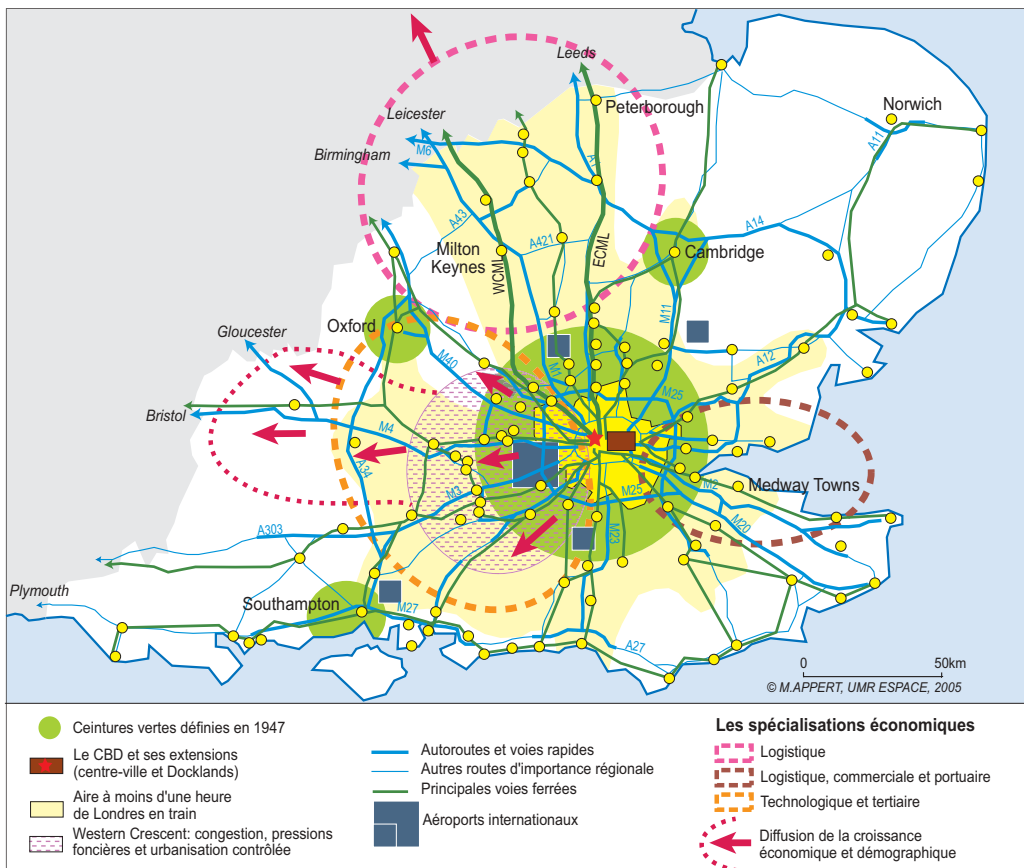 Leeds
Peterborough
Norwich
Leicester
Birmingham
M6
A1
A11
A43
A421
A14
Milton
Keynes
WCML
ECML
Cambridge
Oxford
M11
Gloucester
M40
M1
A12
M25
Bristol
M4
A34
M3
M25
M2
Medway Towns
M20
A303
M23
Plymouth
Southampton
M27
A27
0 50km
© M.APPERT, UMR ESPACE, 2005
Ceintures vertes définies en 1947
Le CBD et ses extensions
(centre-ville et Docklands)
Aire à moins d'une heure
de Londres en train
Western Crescent: congestion, pressions
foncières et urbanisation contrôlée
Autoroutes et voies rapides
Autres routes d'importance régionale
Principales voies ferrées
Aéroports internationaux
Les spécialisations économiques
Logistique
Logistique, commerciale et portuaire
Technologique et tertiaire
Diffusion de la croissance
économique et démographique